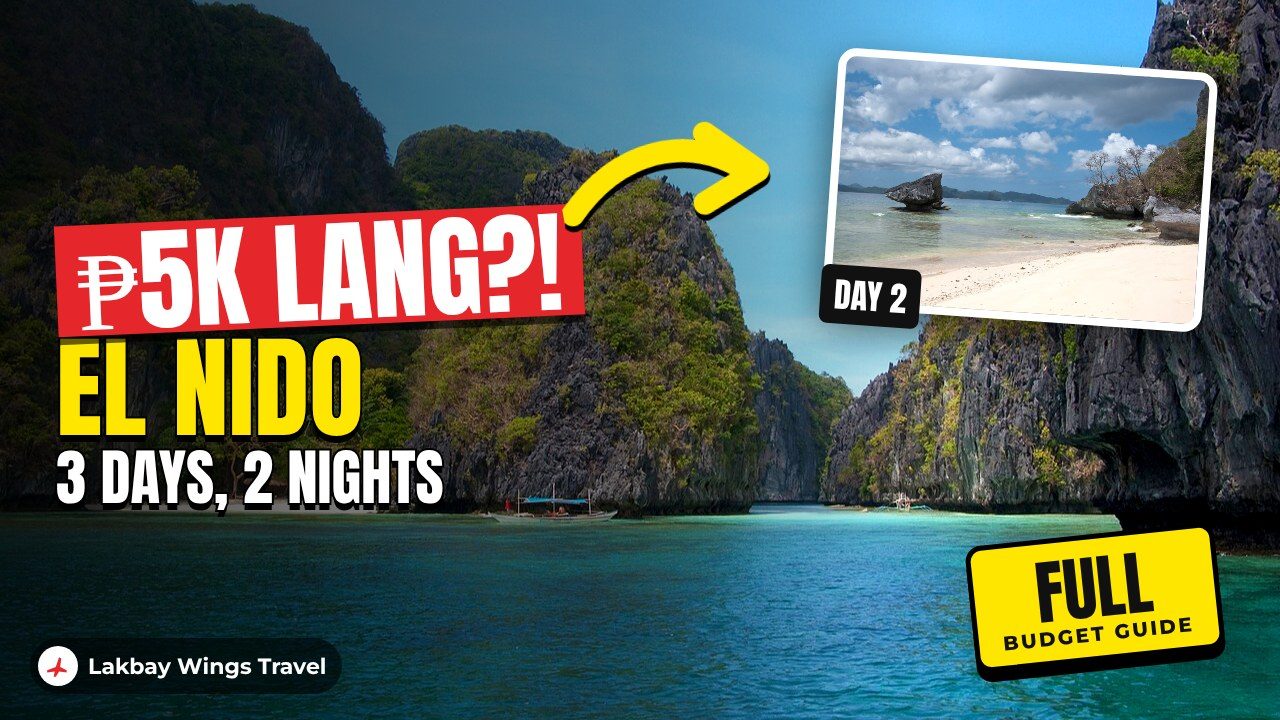 ₱5K LANG?!
EL NIDO
3 DAYS, 2 NIGHTS
DAY 2
FULL
BUDGET GUIDE
Lakbay Wings Travel